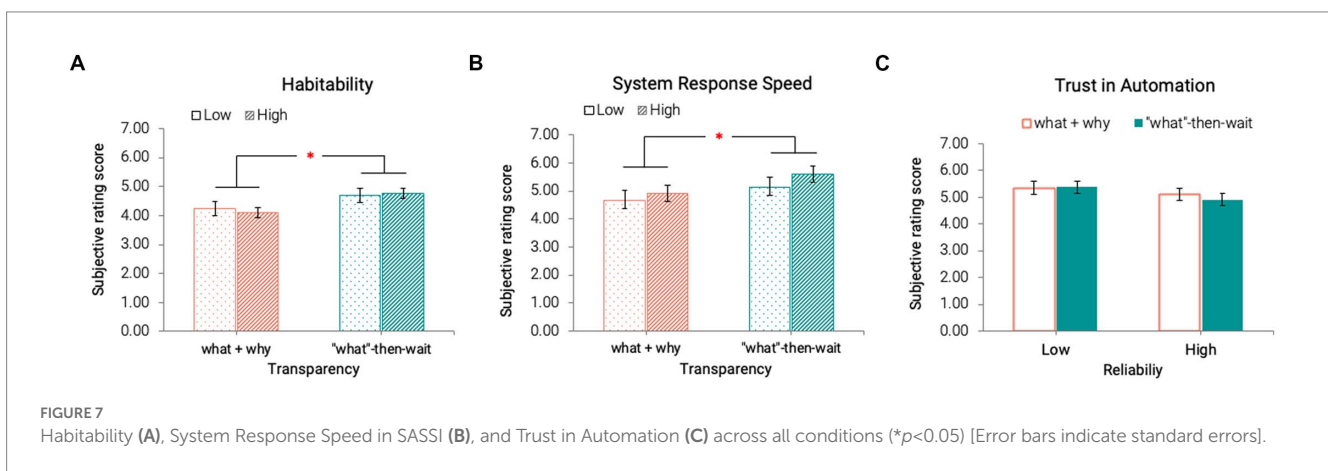 A
Habitability
Low High
Subjective rating score
7.00
6.00
5.00
4.00
3.00
2.00
1.00
0.00
*
what + why "what"-then-wait
Transparency
B
System Response Speed
Low High
Subjective rating score
7.00
6.00
5.00
4.00
3.00
2.00
1.00
0.00
*
what + why "what"-then-wait
Transparency
C
Trust in Automation
what + why "what"-then-wait
Subjective rating score
7.00
6.00
5.00
4.00
3.00
2.00
1.00
0.00
Low High
Reliabiliy
FIGURE 7
Habitability (A), System Response Speed in SASSI (B), and Trust in Automation (C) across all conditions (*p<0.05) [Error bars indicate standard errors].